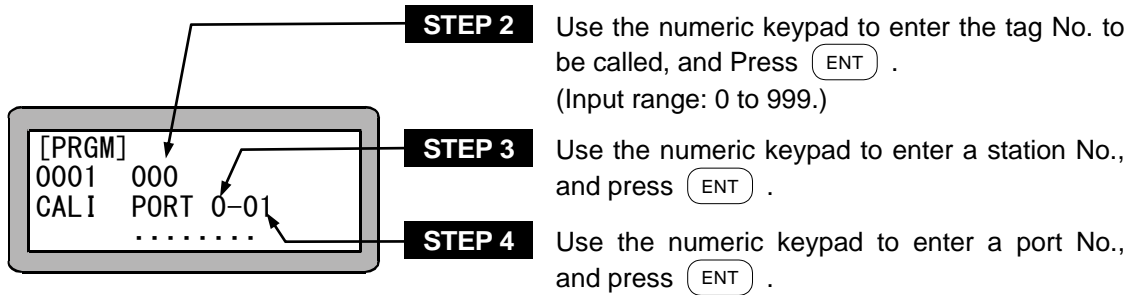 STEP 2
Use the numeric keypad to enter the tag No. to
be called, and Press ENT .
(Input range: 0 to 999.)
[PRGM]
0001 000
CALI PORT 0-01
........
STEP 3
Use the numeric keypad to enter a station No.,
and press ENT .
STEP 4
Use the numeric keypad to enter a port No.,
and press ENT .